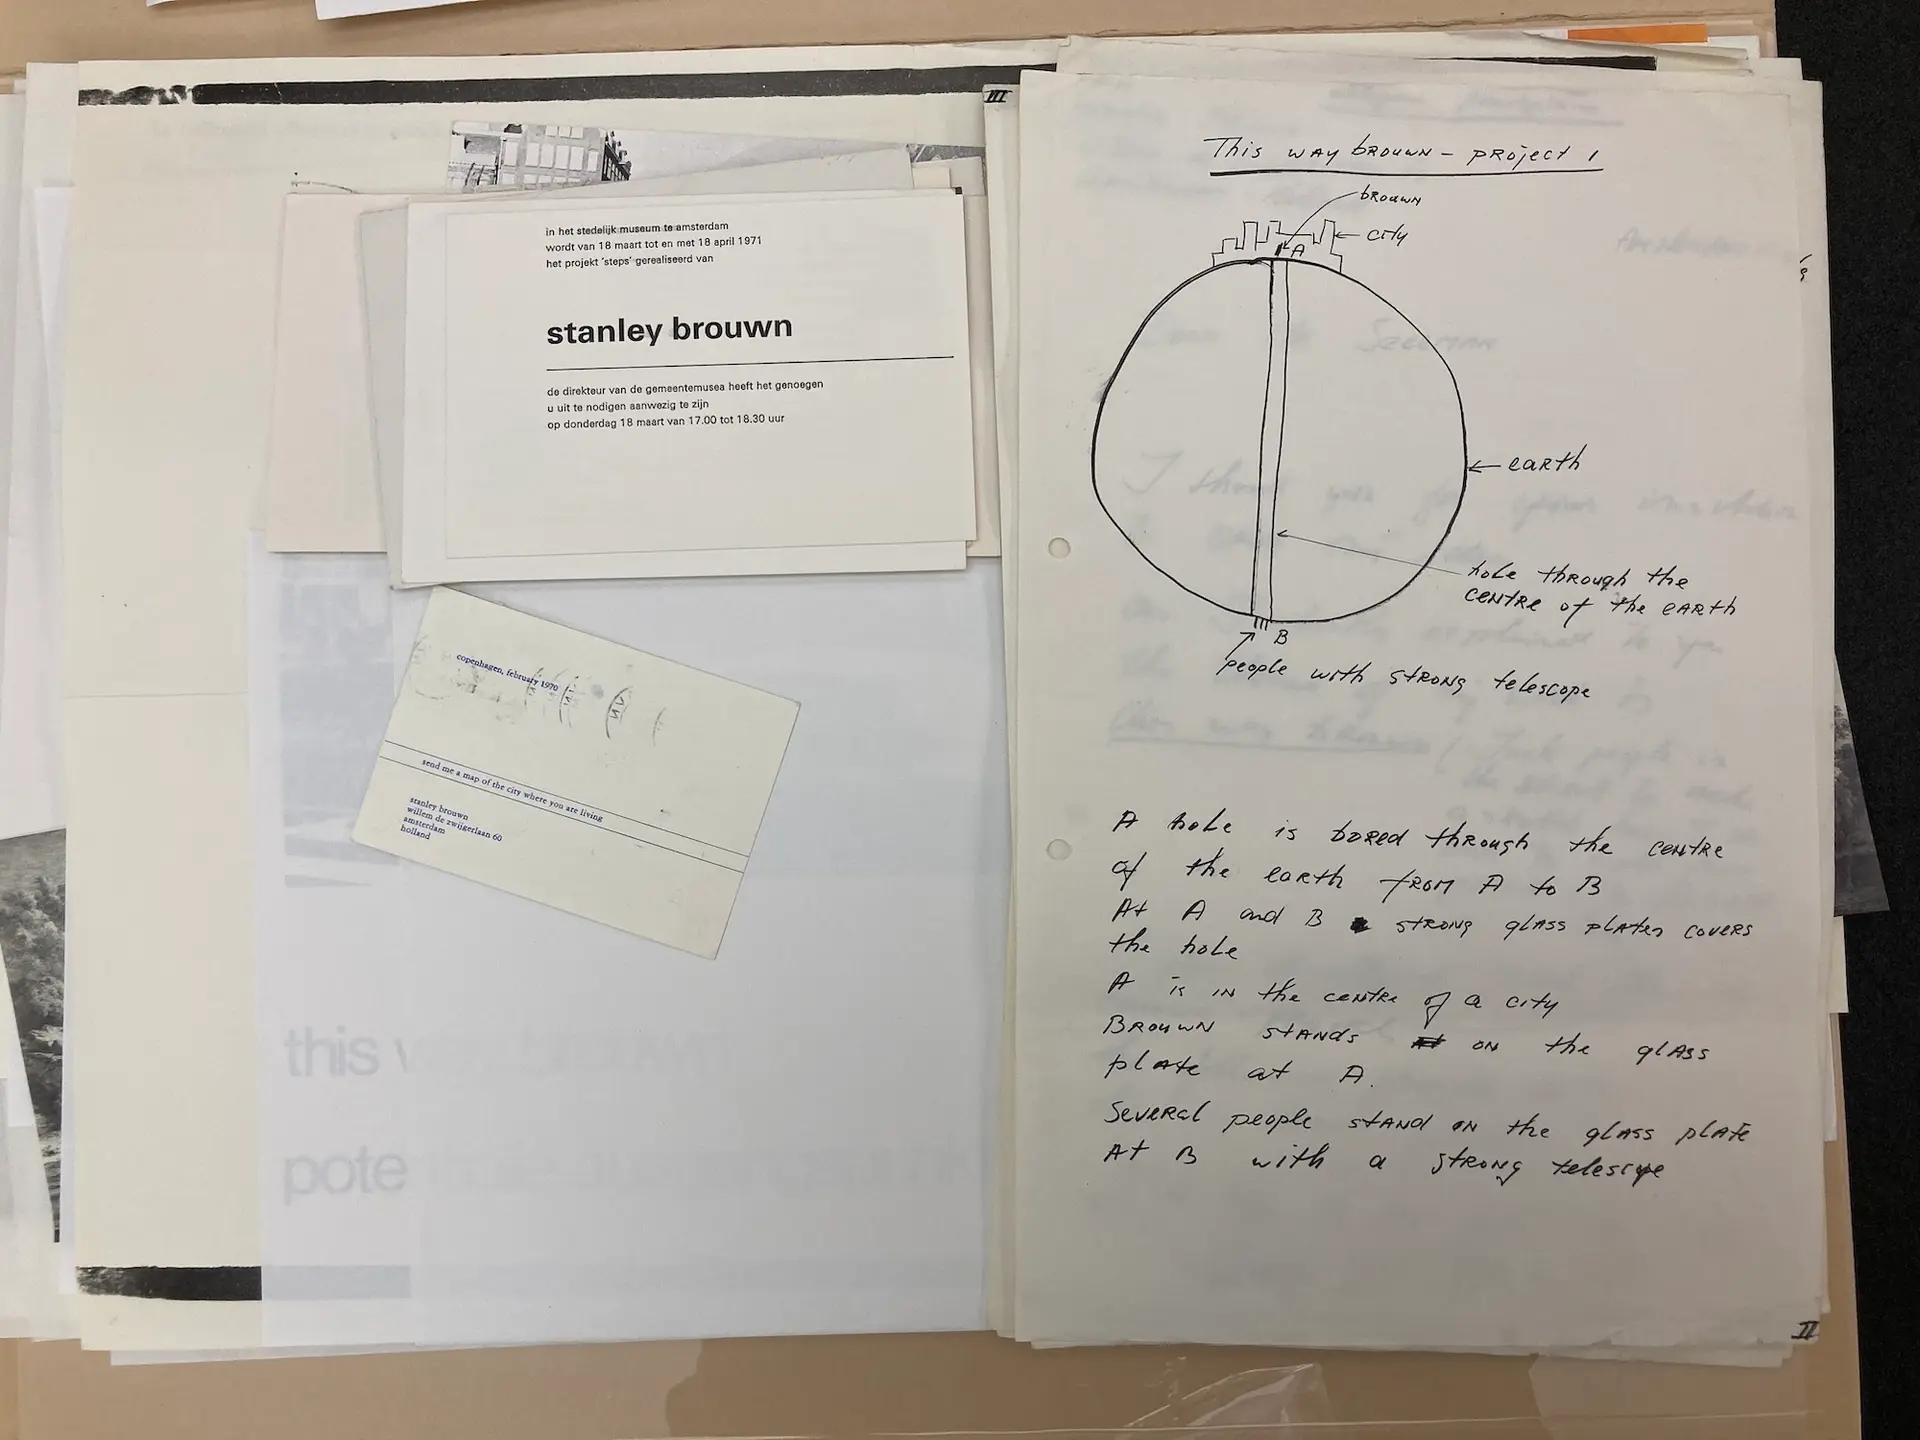 in het stedelijk museum te amsterdam
wordt van 18 maart tot en met 18 april 1971
het projekt 'steps' gerealiseerd van
stanley brouwn
de direkteur van de gemeentemusea heeft het genoegen
u uit te nodigen aanwezig te zijn
op donderdag 18 maart van 17.00 tot 18.30 uur
copenhagen, february 1970
send me a map of the city where you are living
stanley brouwn
willem de zwijgerlaan 60
amsterdam
holland
this w
pote
III
This way brouwn – project 1
brouwn
city
A
earth
hole through the
centre of the earth
B
people with strong telescope
A hole is bored through the centre
of the earth from A to B
At A and B strong glass plates covers
the hole
A is in the centre of a city
Brouwn stands on the glass
plate at A.
Several people stand on the glass plate
At B with a strong telescope
II